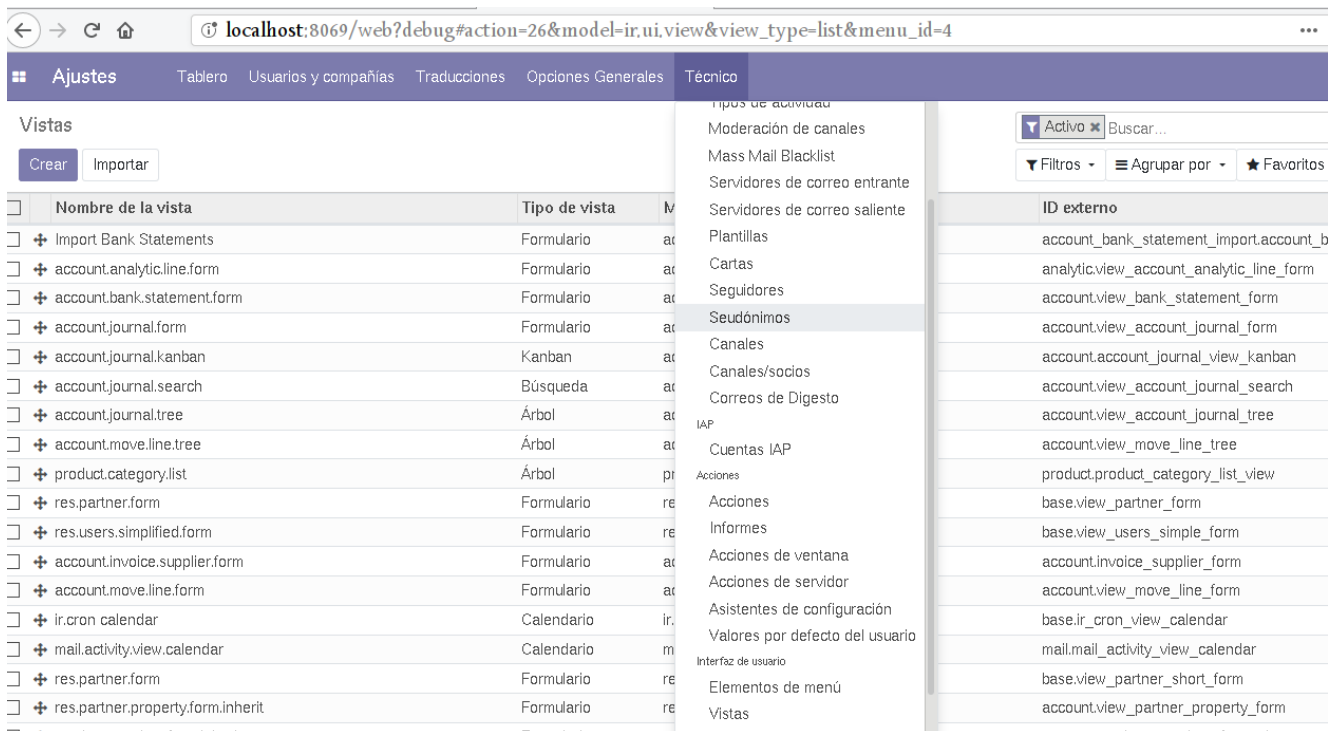 localhost:8069/web?debug#action=26&model=ir.ui.view&view_type=list&menu_id=4
Ajustes Tablero Usuarios y compañías Traducciones Opciones Generales Técnico
Vistas
Activo Buscar...
Crear Importar
Filtros Agrupar por Favoritos
Nombre de la vista Tipo de vista ID externo
Import Bank Statements Formulario account_bank_statement_import.account_b
account.analytic.line.form Formulario analytic.view_account_analytic_line_form
account.bank.statement.form Formulario account.view_bank_statement_form
account.journal.form Formulario account.view_account_journal_form
account.journal.kanban Kanban account.account_journal_view_kanban
account.journal.search Búsqueda account.view_account_journal_search
account.journal.tree Árbol account.view_account_journal_tree
account.move.line.tree Árbol account.view_move_line_tree
product.category.list Árbol product.product_category_list_view
res.partner.form Formulario base.view_partner_form
res.users.simplified.form Formulario base.view_users_simple_form
account.invoice.supplier.form Formulario account.invoice_supplier_form
account.move.line.form Formulario account.view_move_line_form
ir.cron calendar Calendario base.ir_cron_view_calendar
mail.activity.view.calendar Calendario mail.mail_activity_view_calendar
res.partner.form Formulario base.view_partner_short_form
res.partner.property.form.inherit Formulario account.view_partner_property_form
Tipos de actividad
Moderación de canales
Mass Mail Blacklist
Servidores de correo entrante
Servidores de correo saliente
Plantillas
Cartas
Seguidores
Seudónimos
Canales
Canales/socios
Correos de Digesto
IAP
Cuentas IAP
Acciones
Acciones
Informes
Acciones de ventana
Acciones de servidor
Asistentes de configuración
Valores por defecto del usuario
Interfaz de usuario
Elementos de menú
Vistas